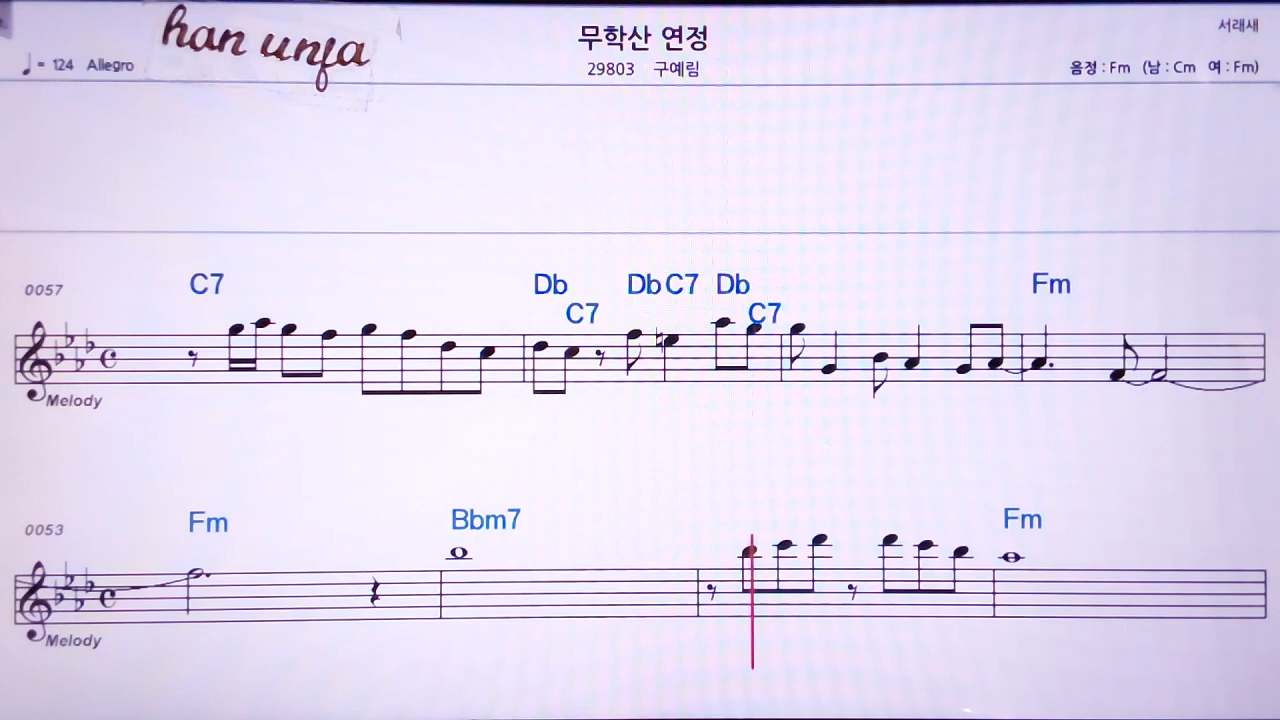 han unja
무학산 연정
서래새
♩ = 124 Allegro
29803 구예림
음정 : Fm (남 : Cm 여 : Fm)
0057
C7 Db C7 Db C7 Db C7 Fm
Melody
0053
Fm Bbm7 Fm
Melody